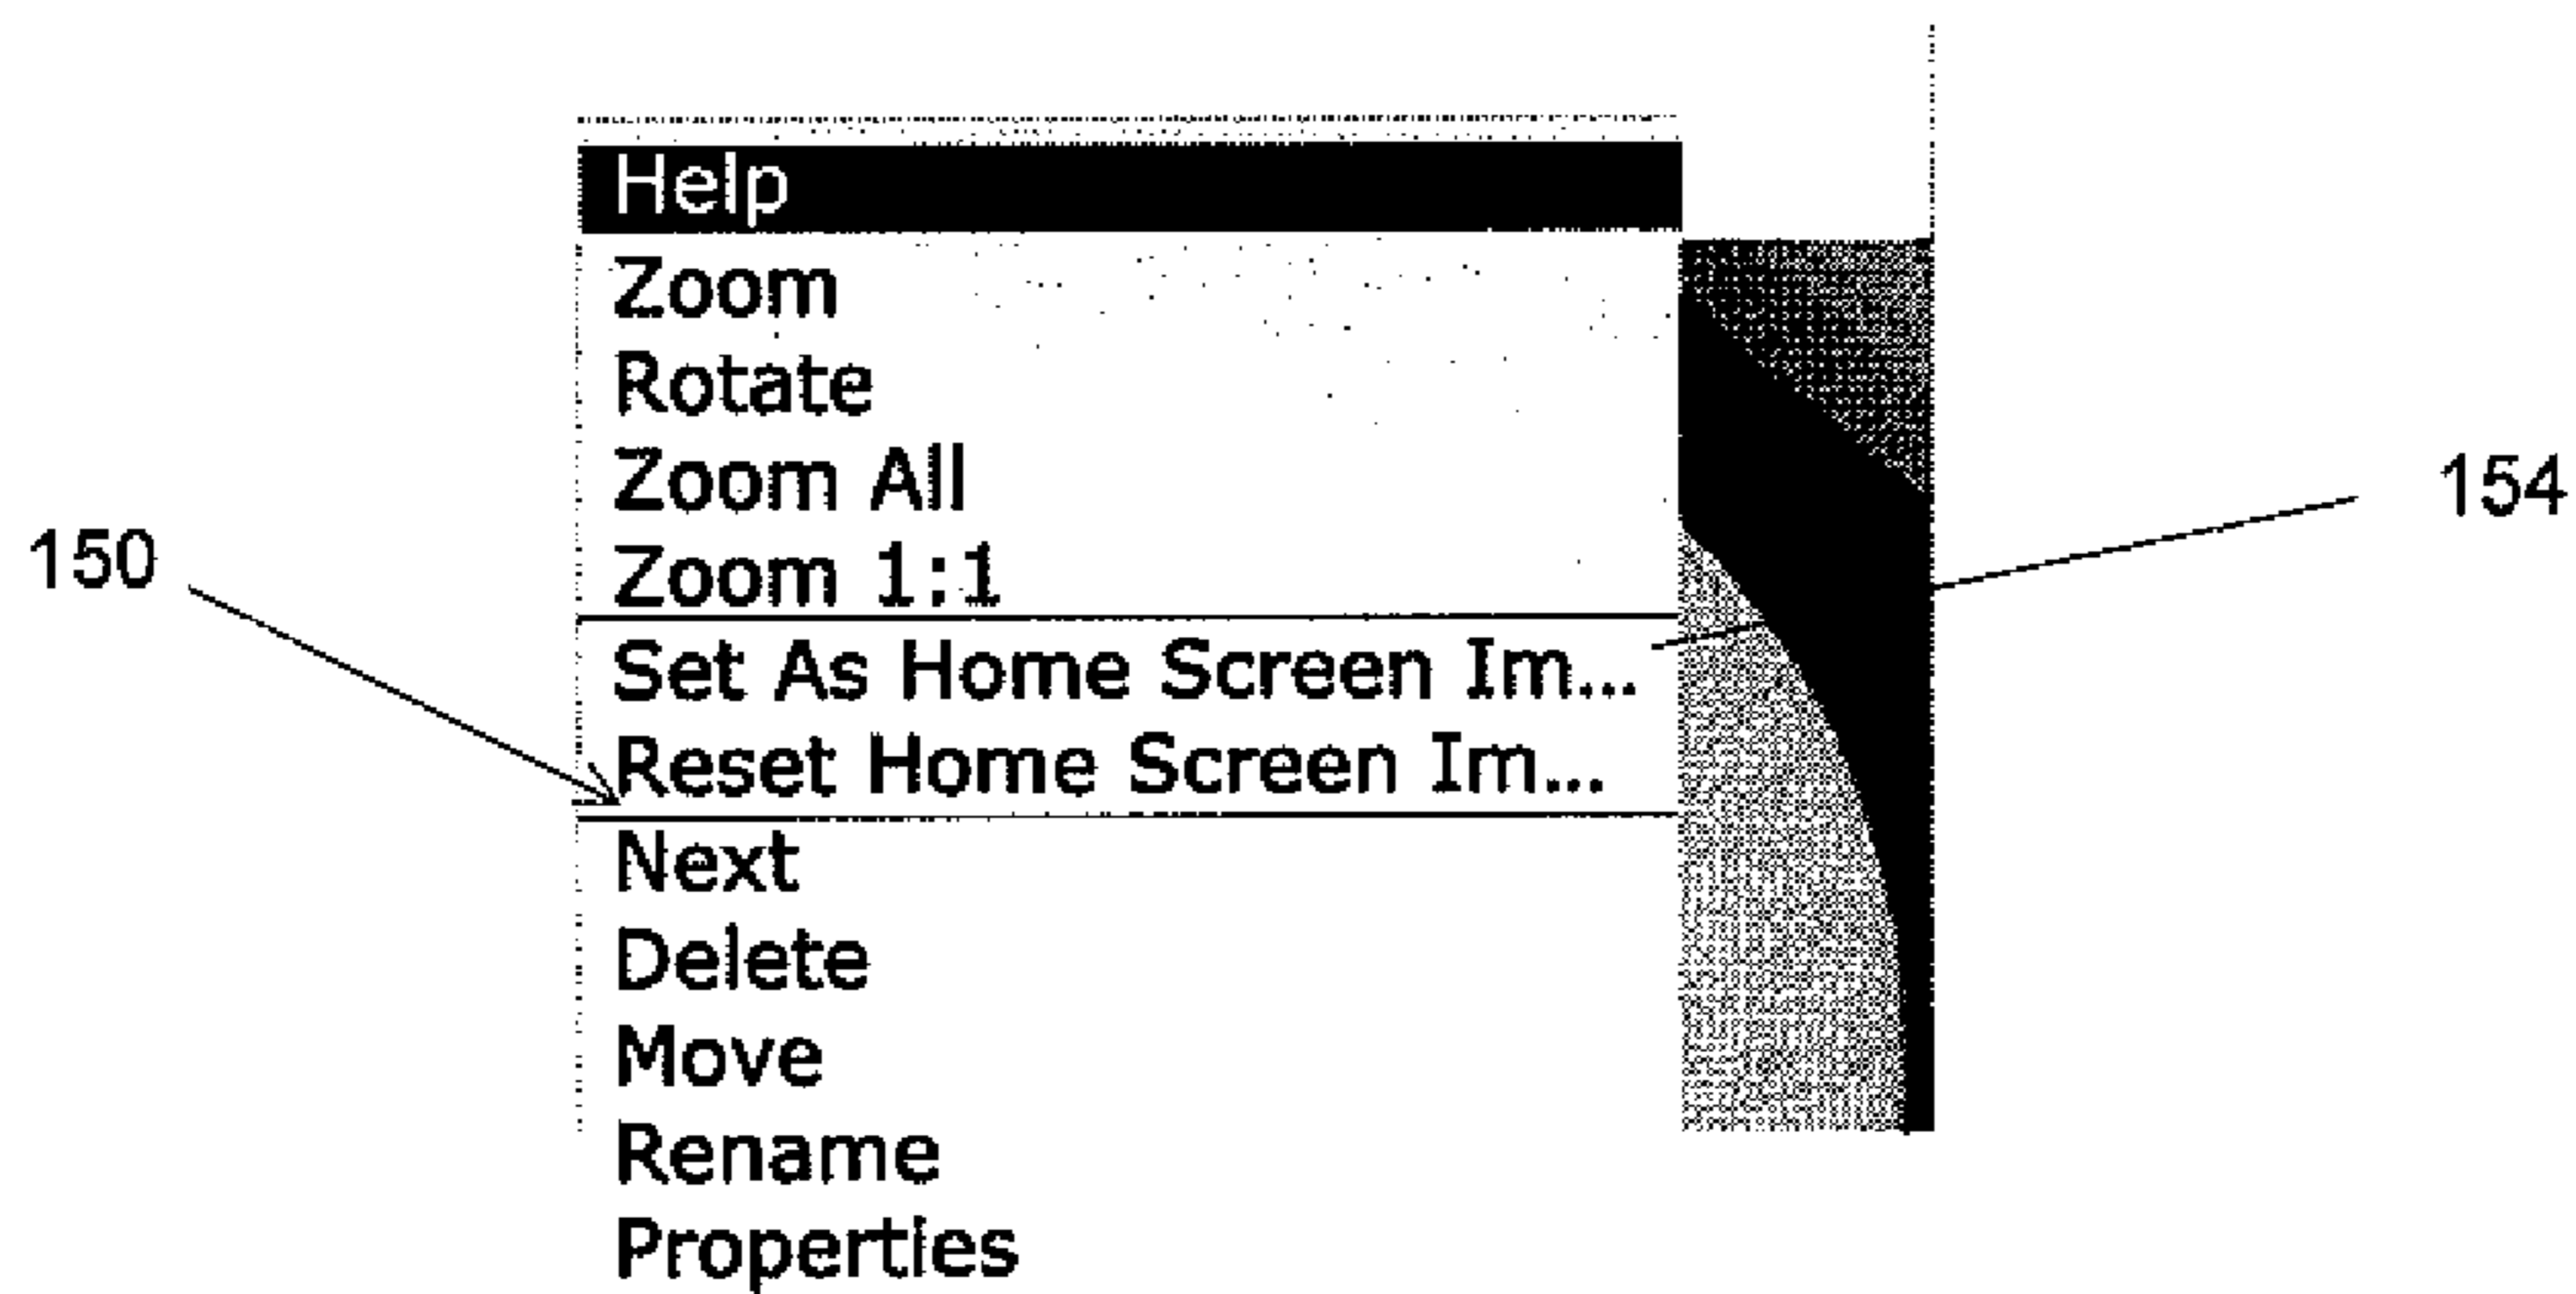 Help
Zoom
Rotate
Zoom All
154
150
Zoom 1:1
Set As Home Screen Im...
Reset Home Screen Im...
Next
Delete
Move
Rename
Properties